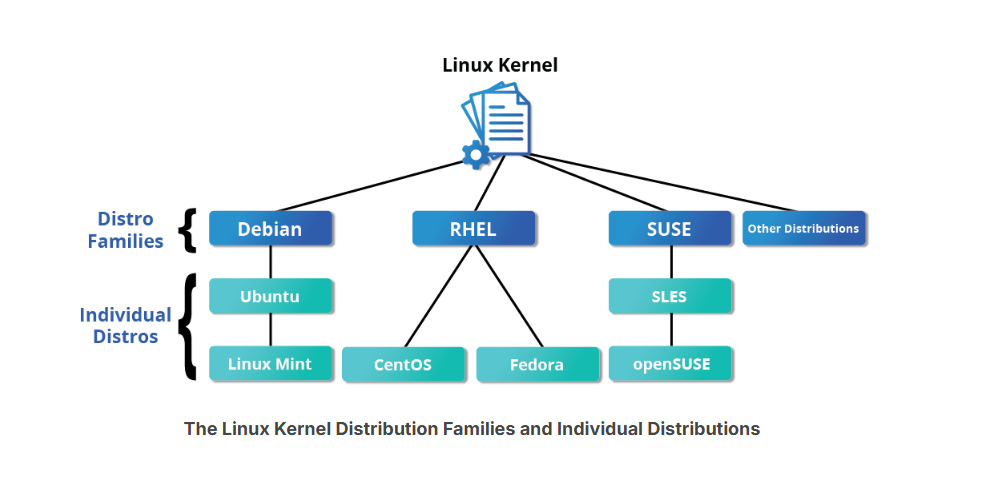 Linux Kernel
Distro
Families
Debian
RHEL
SUSE
Other Distributions
Individual
Distros
Ubuntu
SLES
Linux Mint
CentOS
Fedora
openSUSE
The Linux Kernel Distribution Families and Individual Distributions